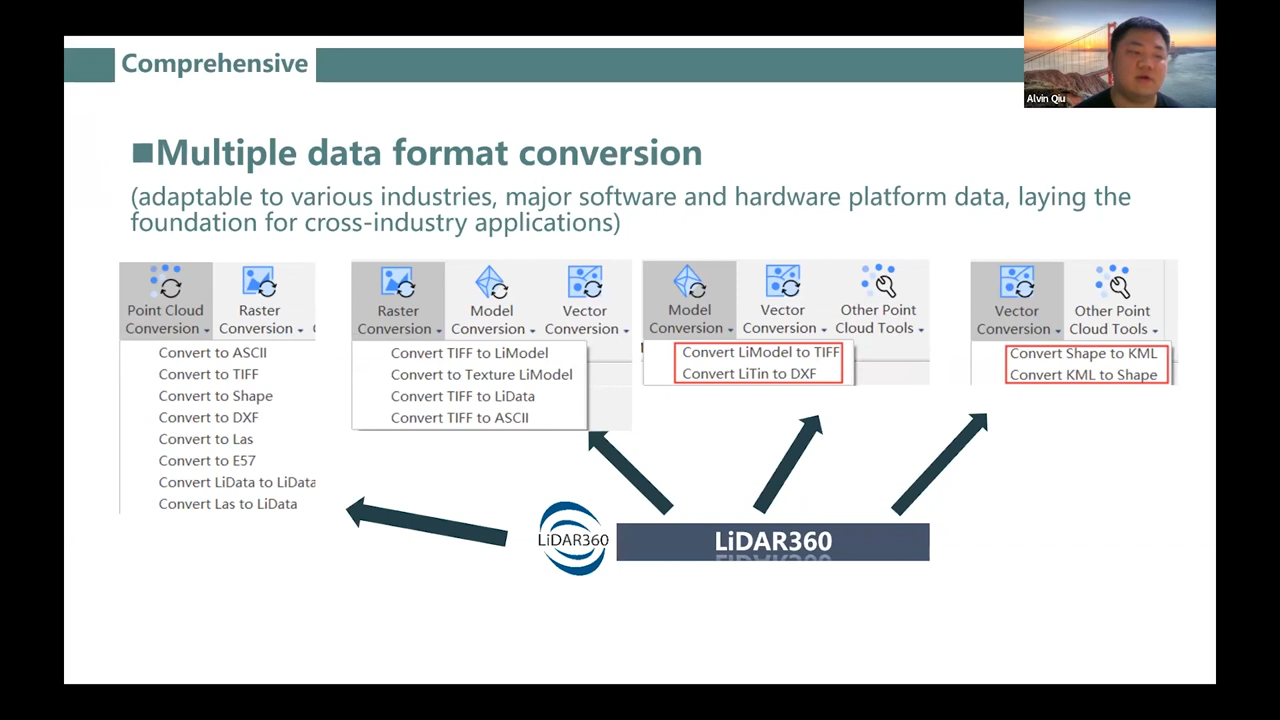 Comprehensive
Alvin Qiu
■Multiple data format conversion
(adaptable to various industries, major software and hardware platform data, laying the
foundation for cross-industry applications)
Point Cloud
Conversion
Raster
Conversion
Convert to ASCII
Convert to TIFF
Convert to Shape
Convert to DXF
Convert to Las
Convert to E57
Convert LiData to LiData
Convert Las to LiData
Raster
Conversion
Model
Conversion
Vector
Conversion
Convert TIFF to LiModel
Convert to Texture LiModel
Convert TIFF to LiData
Convert TIFF to ASCII
Model
Conversion
Vector
Conversion
Other Point
Cloud Tools
Convert LiModel to TIFF
Convert LiTin to DXF
Vector
Conversion
Other Point
Cloud Tools
Convert Shape to KML
Convert KML to Shape
LiDAR360
LiDAR360